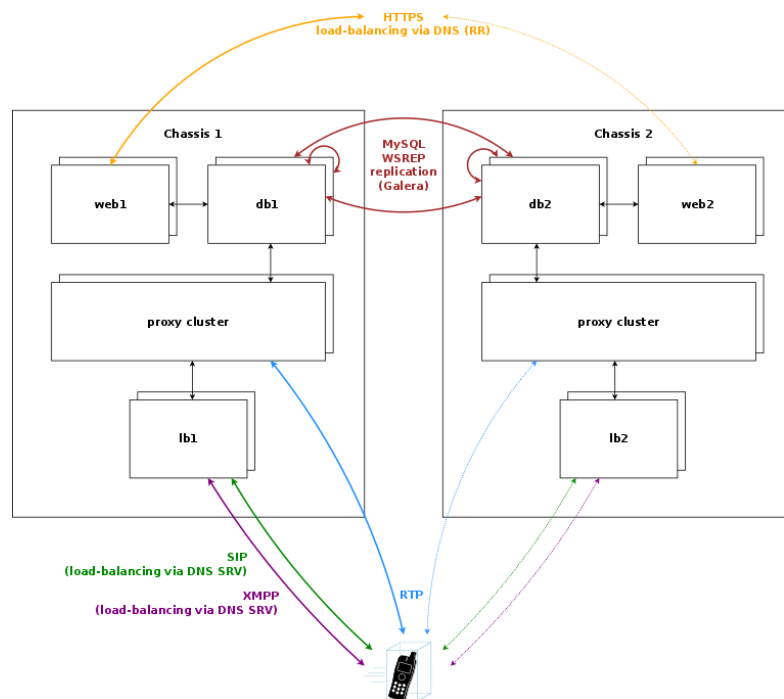 HTTPS
load-balancing via DNS (RR)
Chassis 1
Chassis 2
MySQL
WSREP
replication
(Galera)
web1
db1
db2
web2
proxy cluster
proxy cluster
lb1
lb2
SIP
(load-balancing via DNS SRV)
XMPP
(load-balancing via DNS SRV)
RTP